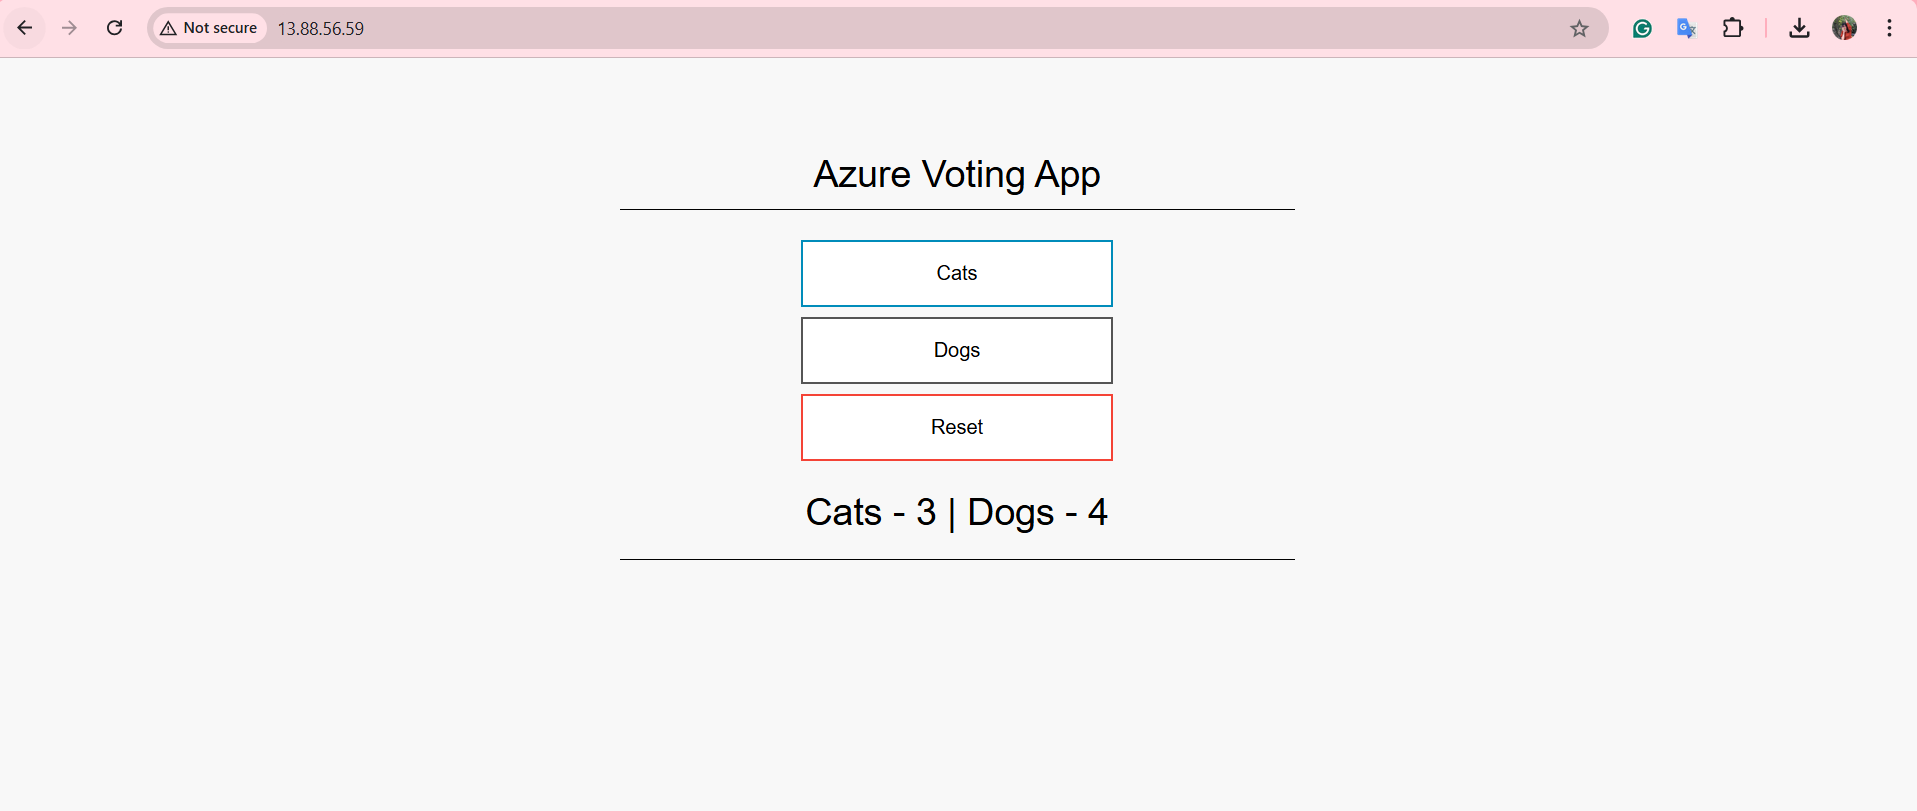 Not secure 13.88.56.59
Azure Voting App
Cats
Dogs
Reset
Cats - 3 | Dogs - 4